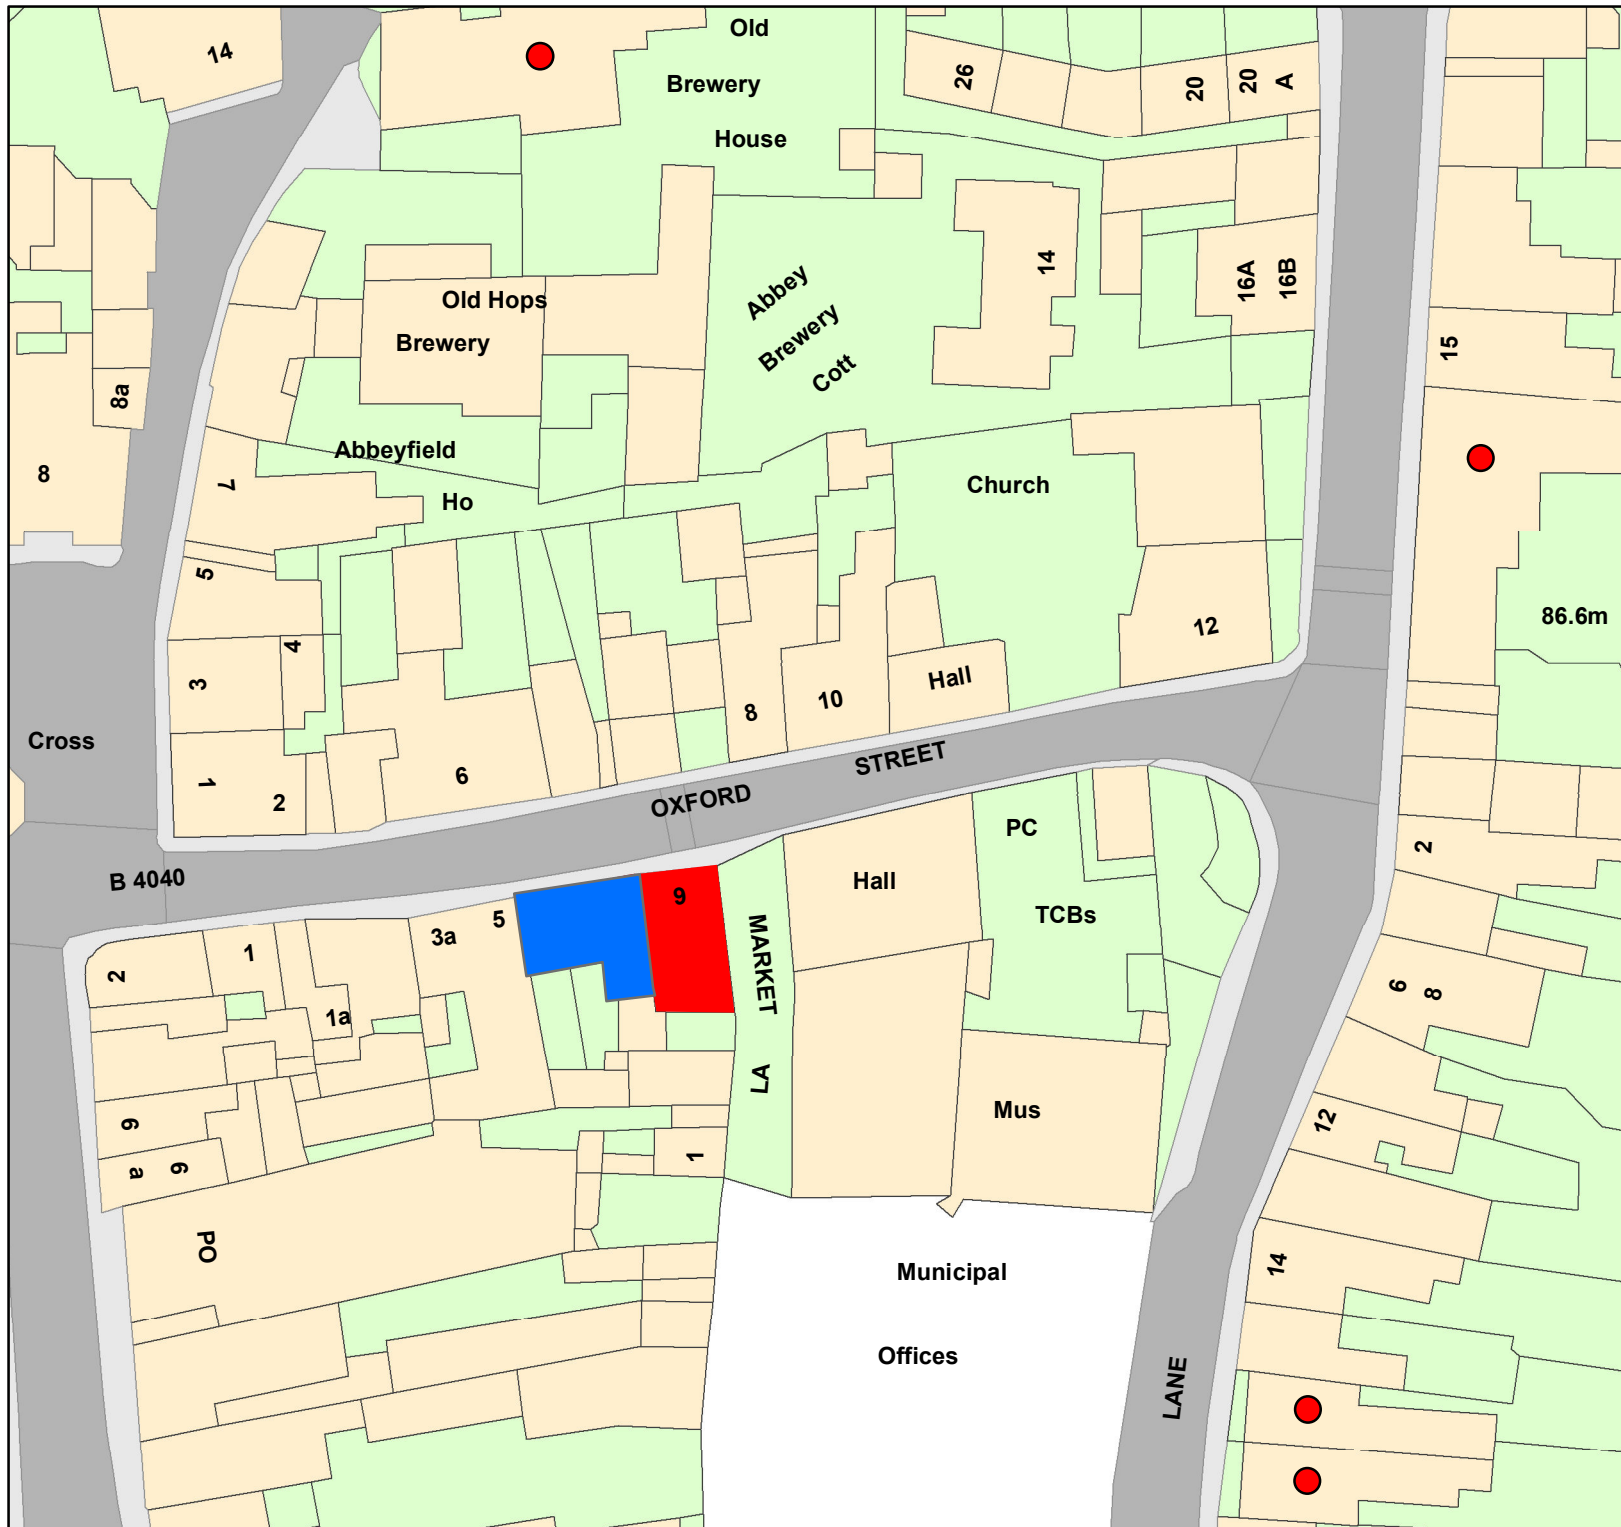 14
Old
Brewery
House
26
20
20
A
14
16A
16B
Old Hops
Brewery
Abbey
Brewery
Cott
15
8a
8
Abbeyfield
Ho
7
Church
5
4
3
12
86.6m
Hall
10
8
Cross
1
2
6
OXFORD
STREET
B 4040
PC
Hall
TCBs
2
9
5
3a
1
2
1a
MARKET
LA
6
8
Mus
12
6
6
a
1
PO
Municipal
Offices
14
LANE